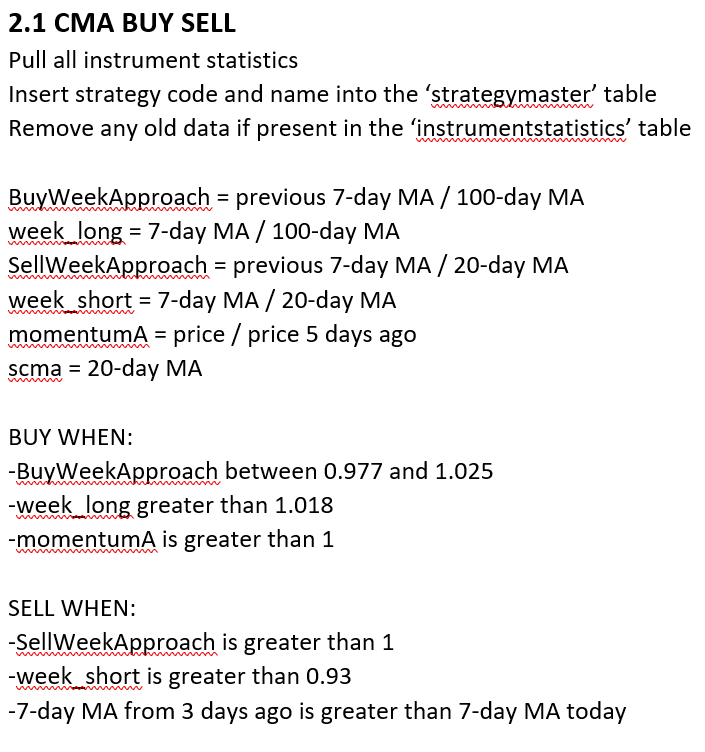 2.1 CMA BUY SELL
Pull all instrument statistics
Insert strategy code and name into the ‘strategymaster’ table
Remove any old data if present in the ‘instrumentstatistics’ table
BuyWeekApproach = previous 7-day MA / 100-day MA
week_long = 7-day MA / 100-day MA
SellWeekApproach = previous 7-day MA / 20-day MA
week_short = 7-day MA / 20-day MA
momentumA = price / price 5 days ago
scma = 20-day MA
BUY WHEN:
-BuyWeekApproach between 0.977 and 1.025
-week_long greater than 1.018
-momentumA is greater than 1
SELL WHEN:
-SellWeekApproach is greater than 1
-week_short is greater than 0.93
-7-day MA from 3 days ago is greater than 7-day MA today